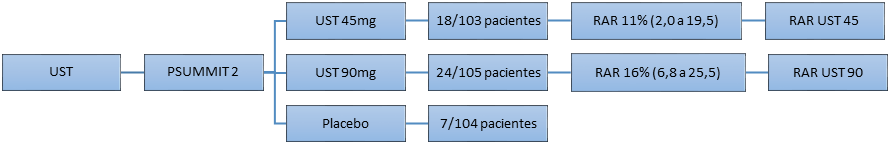 UST 45mg
18/103 pacientes
RAR 11% (2,0 a 19,5)
RAR UST 45
UST
PSUMMIT 2
UST 90mg
24/105 pacientes
RAR 16% (6,8 a 25,5)
RAR UST 90
Placebo
7/104 pacientes